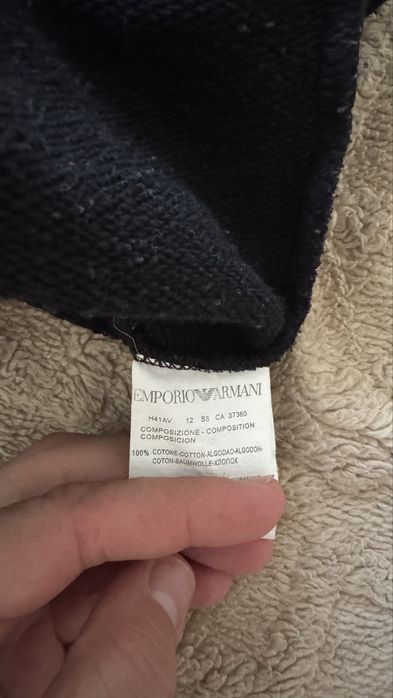 EMPORIO ARMANI
H41AV 12 S8 CA 37360
COMPOSIZIONE - COMPOSITION
COMPOSICION
100% COTONE-COTTON-ALGODAO-ALGODON-
COTON-BAUMWOLLE-ХЛОПОК